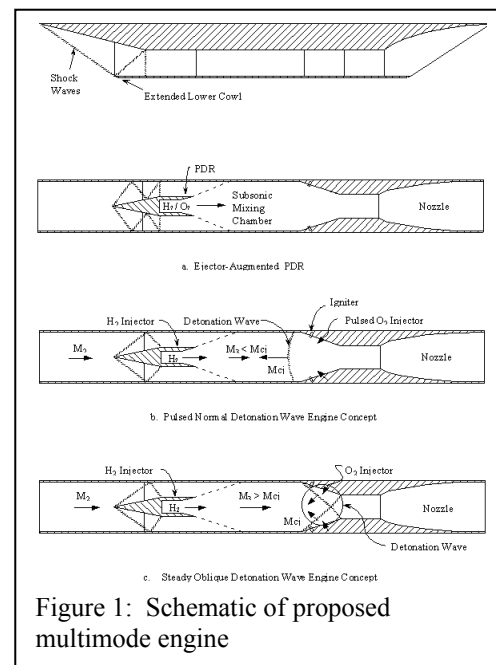 Shock
Waves
Extended Lower Cowl
PDR
H₂ / O₂
Subsonic
Mixing
Chamber
Nozzle
a. Ejector-Augmented PDR
Igniter
H₂ Injector
Detonation Wave
Pulsed O₂ Injector
M₂
H₂
M₃ < Mcj
Mcj
Nozzle
b. Pulsed Normal Detonation Wave Engine Concept
H₂ Injector
O₂ Injector
M₂
H₂
M₃ > Mcj
Mcj
Nozzle
Detonation Wave
c. Steady Oblique Detonation Wave Engine Concept
Figure 1: Schematic of proposed
multimode engine